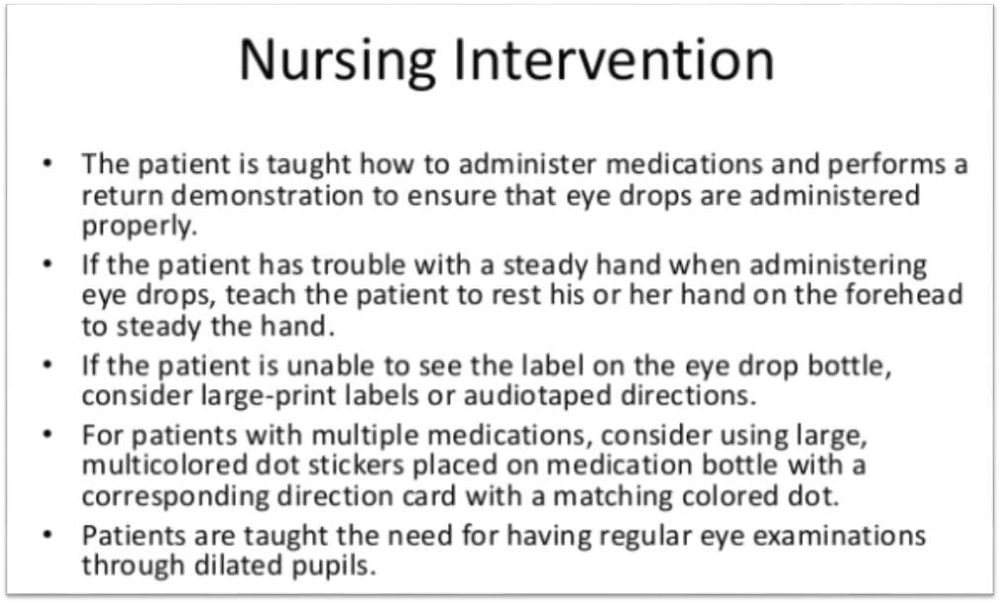 Nursing Intervention
• The patient is taught how to administer medications and performs a
return demonstration to ensure that eye drops are administered
properly.
• If the patient has trouble with a steady hand when administering
eye drops, teach the patient to rest his or her hand on the forehead
to steady the hand.
• If the patient is unable to see the label on the eye drop bottle,
consider large-print labels or audiotaped directions.
• For patients with multiple medications, consider using large,
multicolored dot stickers placed on medication bottle with a
corresponding direction card with a matching colored dot.
• Patients are taught the need for having regular eye examinations
through dilated pupils.